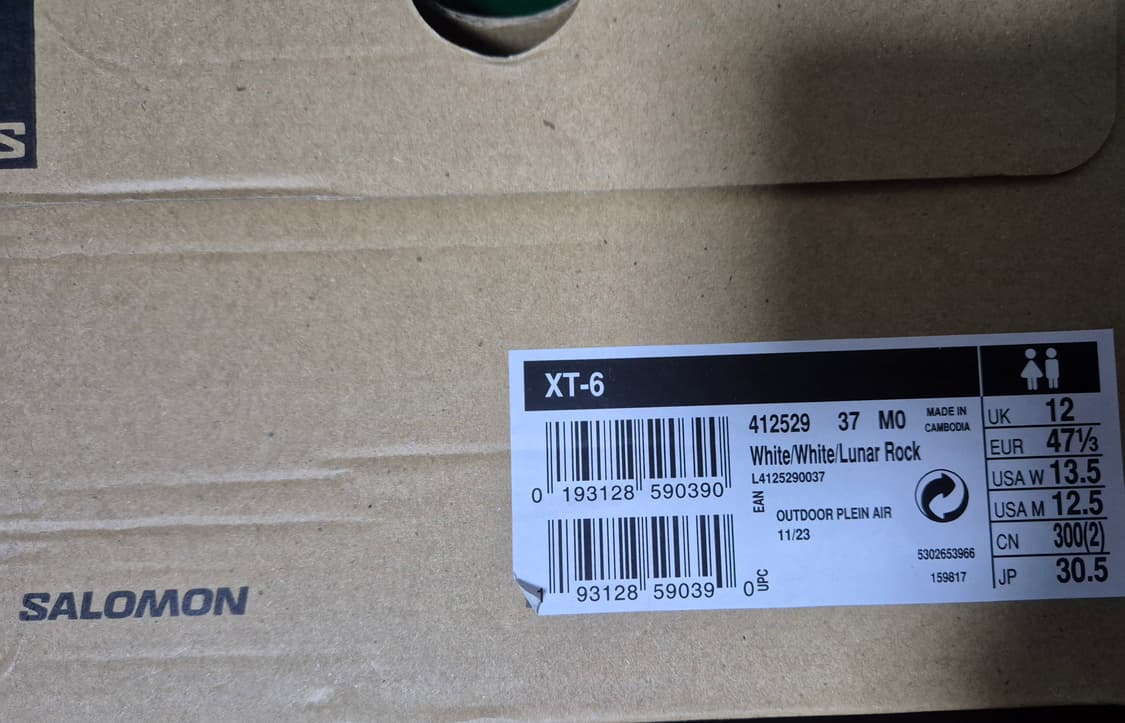 S
XT-6
412529 37 M0 MADE IN CAMBODIA
White/White/Lunar Rock
L4125290037
0 193128 590390
EAN
OUTDOOR PLEIN AIR
11/23
5302653966
159817
1 93128 59039 0
UPC
UK 12
EUR 47⅓
USA W 13.5
USA M 12.5
CN 300(2)
JP 30.5
SALOMON